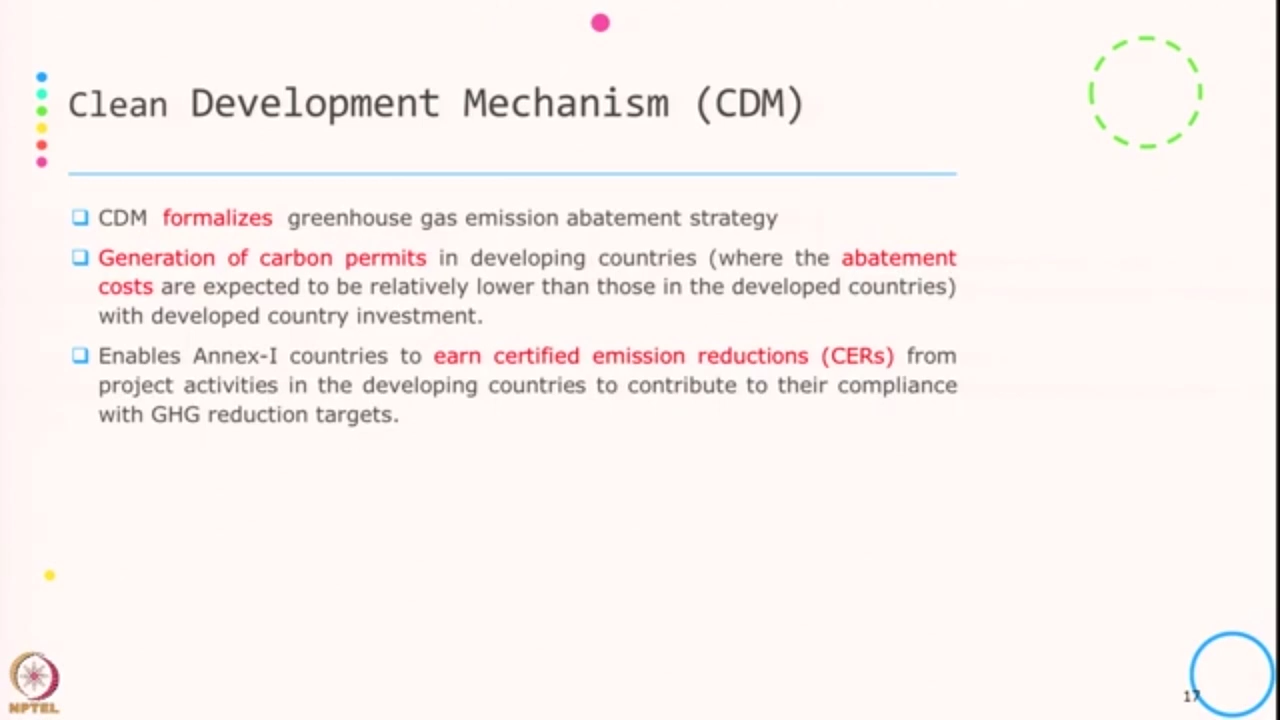 Clean Development Mechanism (CDM)
CDM formalizes greenhouse gas emission abatement strategy
Generation of carbon permits in developing countries (where the abatement
costs are expected to be relatively lower than those in the developed countries)
with developed country investment.
Enables Annex-I countries to earn certified emission reductions (CERs) from
project activities in the developing countries to contribute to their compliance
with GHG reduction targets.
NPTEL
17